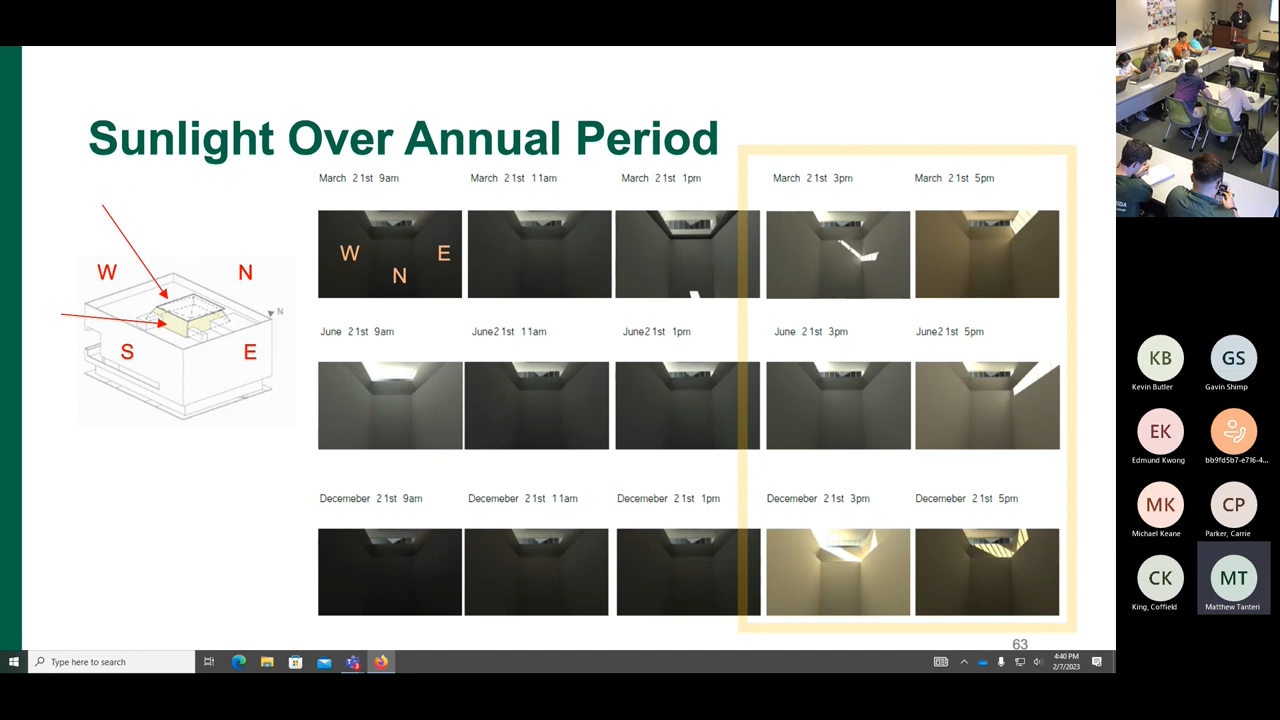 Sunlight Over Annual Period
March 21st 9am
March 21st 11am
March 21st 1pm
March 21st 3pm
March 21st 5pm
W
E
N
W
N
N
S
E
June 21st 9am
June21st 11am
June21st 1pm
June 21st 3pm
June21st 5pm
Decemeber 21st 9am
Decemeber 21st 11am
Decemeber 21st 1pm
Decemeber 21st 3pm
Decemeber 21st 5pm
63
Type here to search
4:40 PM
2/7/2023
KB
Kevin Butler
GS
Gavin Shimp
EK
Edmund Kwong
bb9fd5b7-e716-4...
MK
Michael Keane
CP
Parker, Carrie
CK
King, Coffield
MT
Matthew Tanteri